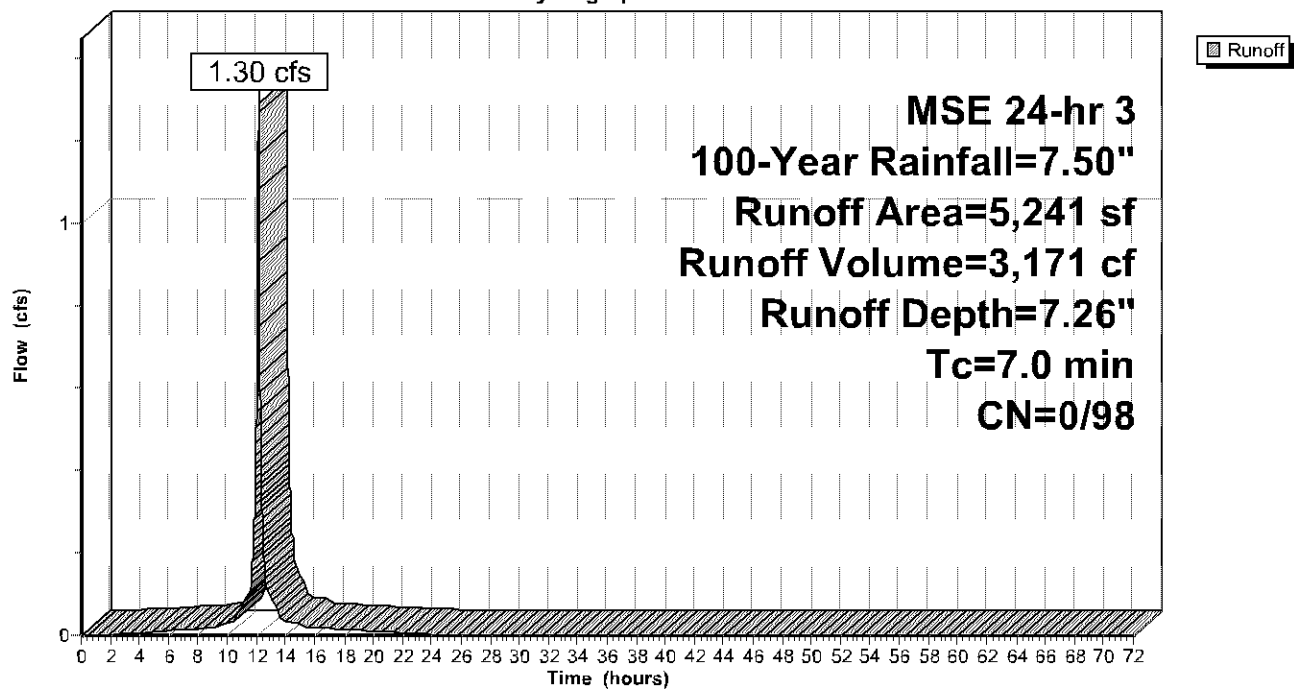 1.30 cfs
Runoff
MSE 24-hr 3
100-Year Rainfall=7.50"
Runoff Area=5,241 sf
Runoff Volume=3,171 cf
Runoff Depth=7.26"
Tc=7.0 min
CN=0/98
Flow (cfs)
1
0
0 2 4 6 8 10 12 14 16 18 20 22 24 26 28 30 32 34 36 38 40 42 44 46 48 50 52 54 56 58 60 62 64 66 68 70 72
Time (hours)